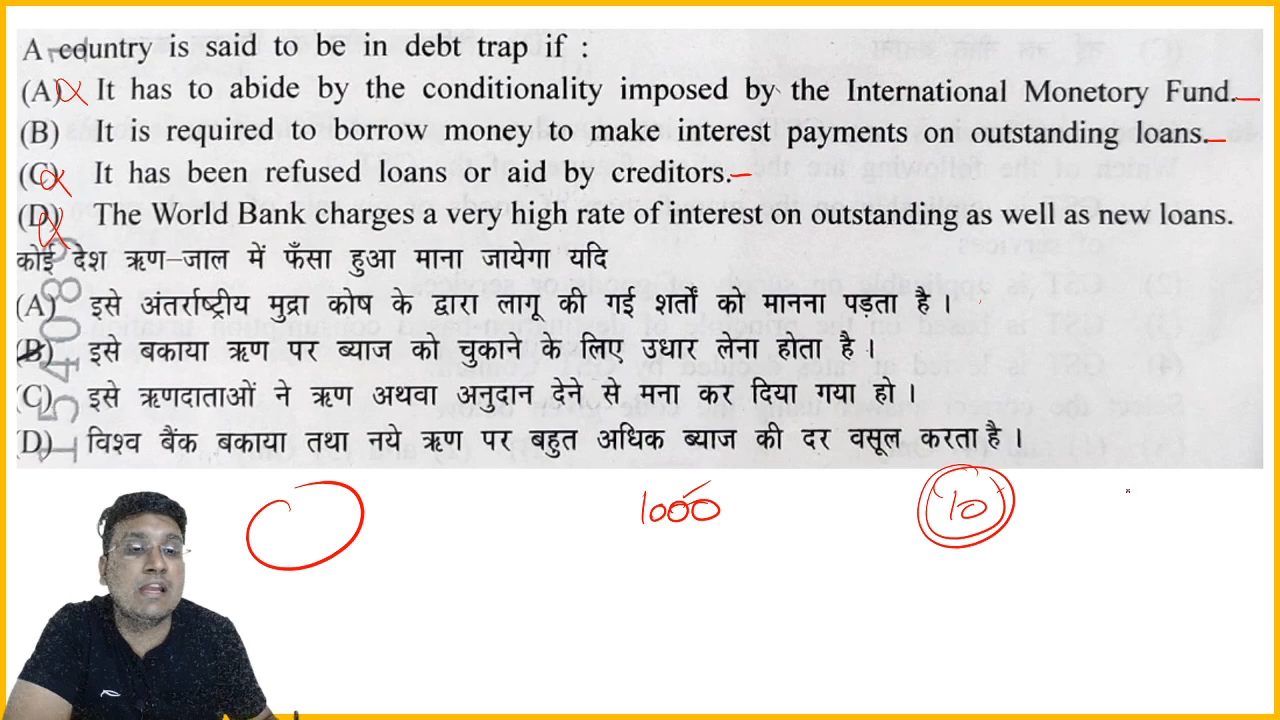 A country is said to be in debt trap if :
(A) It has to abide by the conditionality imposed by the International Monetary Fund.
(B) It is required to borrow money to make interest payments on outstanding loans.
(C) It has been refused loans or aid by creditors.
(D) The World Bank charges a very high rate of interest on outstanding as well as new loans.
कोई देश ऋण–जाल में फँसा हुआ माना जायेगा यदि
(A) इसे अंतर्राष्ट्रीय मुद्रा कोष के द्वारा लागू की गई शर्तों को मानना पड़ता है ।
(B) इसे बकाया ऋण पर ब्याज को चुकाने के लिए उधार लेना होता है ।
(C) इसे ऋणदाताओं ने ऋण अथवा अनुदान देने से मना कर दिया गया हो ।
(D) विश्व बैंक बकाया तथा नये ऋण पर बहुत अधिक ब्याज की दर वसूल करता है ।
1000 10